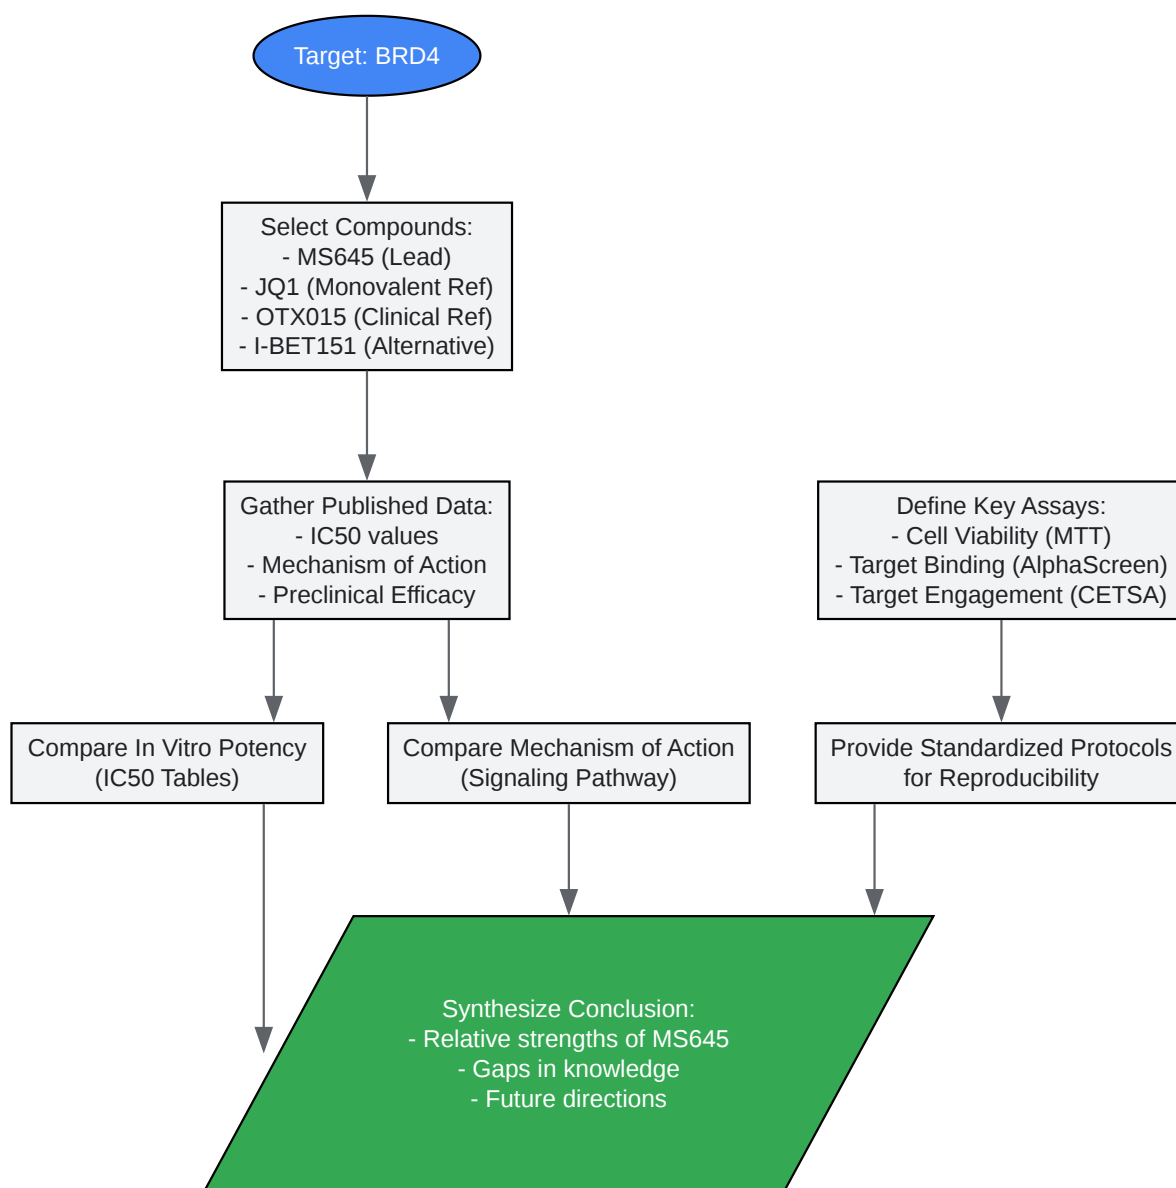 Target: BRD4
Select Compounds:
- MS645 (Lead)
- JQ1 (Monovalent Ref)
- OTX015 (Clinical Ref)
- I-BET151 (Alternative)
Gather Published Data:
- IC50 values
- Mechanism of Action
- Preclinical Efficacy
Define Key Assays:
- Cell Viability (MTT)
- Target Binding (AlphaScreen)
- Target Engagement (CETSA)
Compare In Vitro Potency
(IC50 Tables)
Compare Mechanism of Action
(Signaling Pathway)
Provide Standardized Protocols
for Reproducibility
Synthesize Conclusion:
- Relative strengths of MS645
- Gaps in knowledge
- Future directions